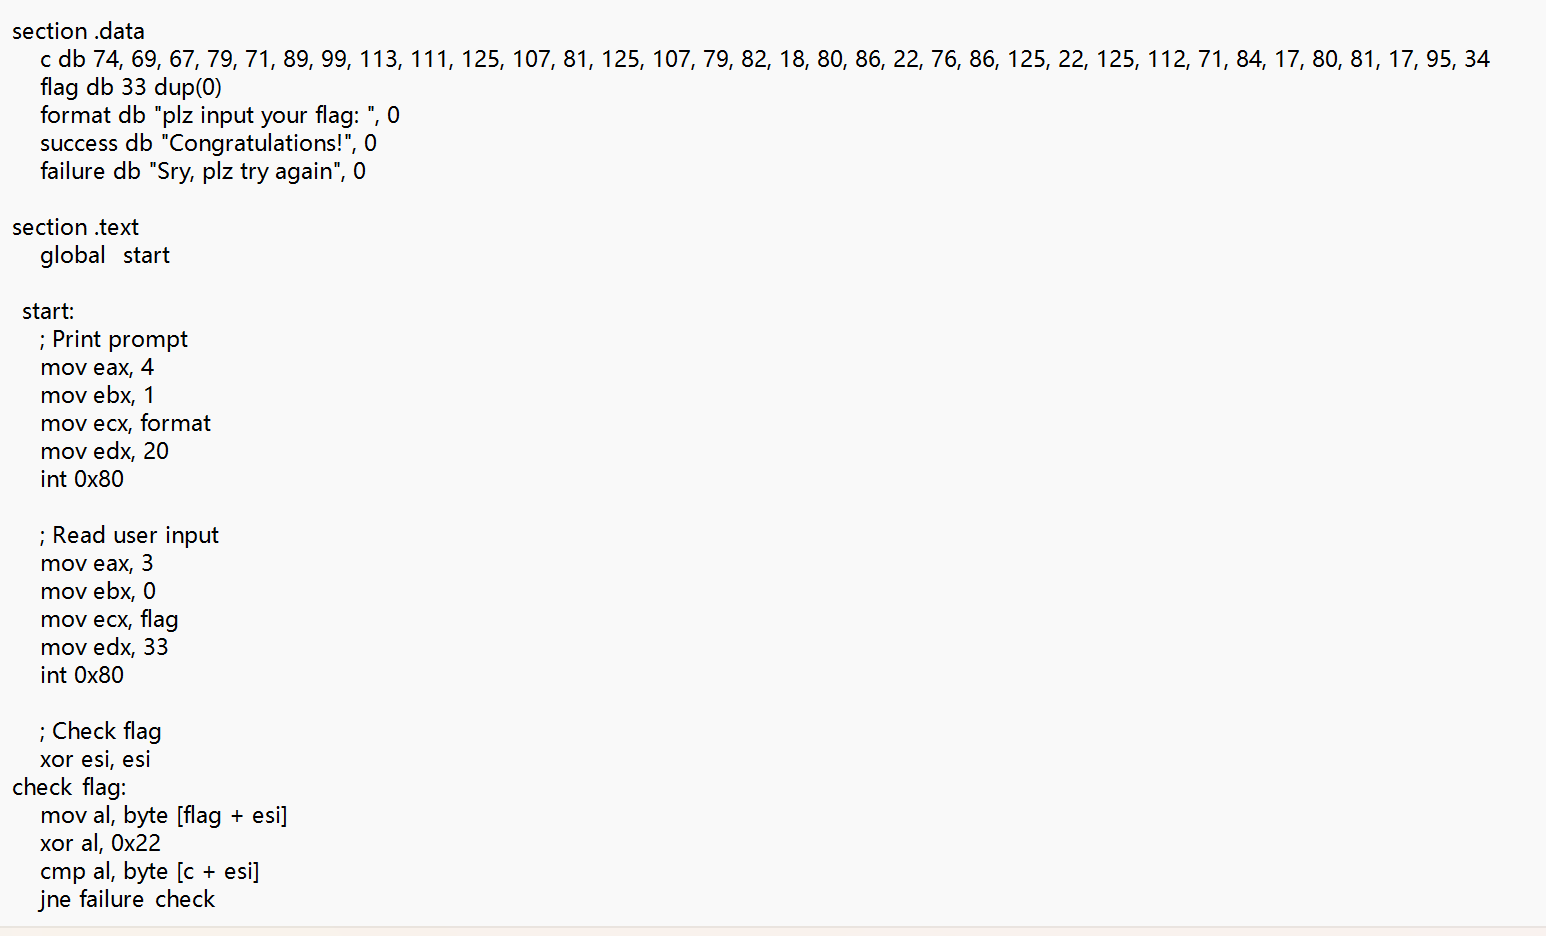 section .data
c db 74, 69, 67, 79, 71, 89, 99, 113, 111, 125, 107, 81, 125, 107, 79, 82, 18, 80, 86, 22, 76, 86, 125, 22, 125, 112, 71, 84, 17, 80, 81, 17, 95, 34
flag db 33 dup(0)
format db "plz input your flag: ", 0
success db "Congratulations!", 0
failure db "Sry, plz try again", 0
section .text
global start
start:
; Print prompt
mov eax, 4
mov ebx, 1
mov ecx, format
mov edx, 20
int 0x80
; Read user input
mov eax, 3
mov ebx, 0
mov ecx, flag
mov edx, 33
int 0x80
; Check flag
xor esi, esi
check flag:
mov al, byte [flag + esi]
xor al, 0x22
cmp al, byte [c + esi]
jne failure check